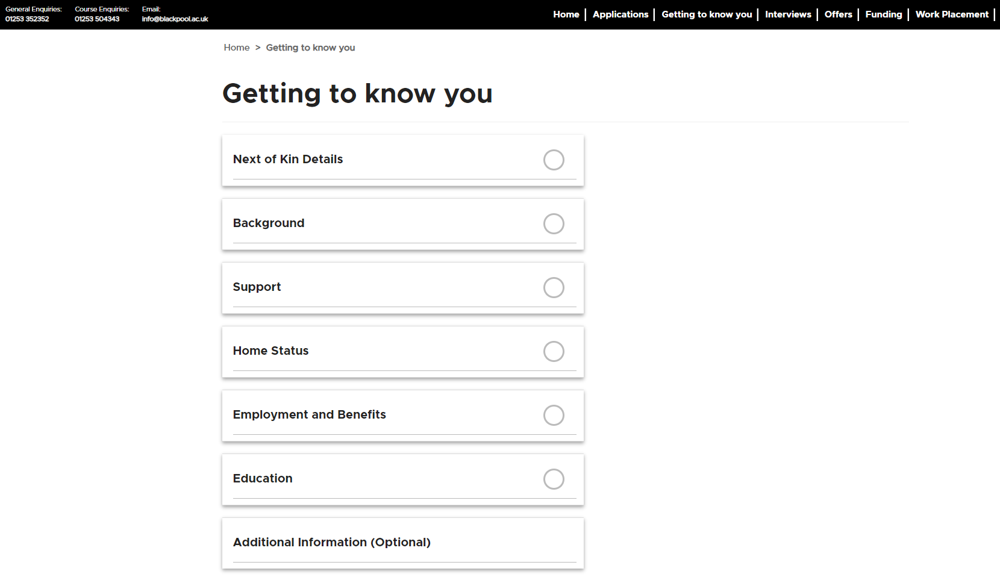 General Enquiries: Course Enquiries: Email:
01253 352352 01253 504343 info@blackpool.ac.uk
Home | Applications | Getting to know you | Interviews | Offers | Funding | Work Placement |
Home > Getting to know you
Getting to know you
Next of Kin Details
Background
Support
Home Status
Employment and Benefits
Education
Additional Information (Optional)